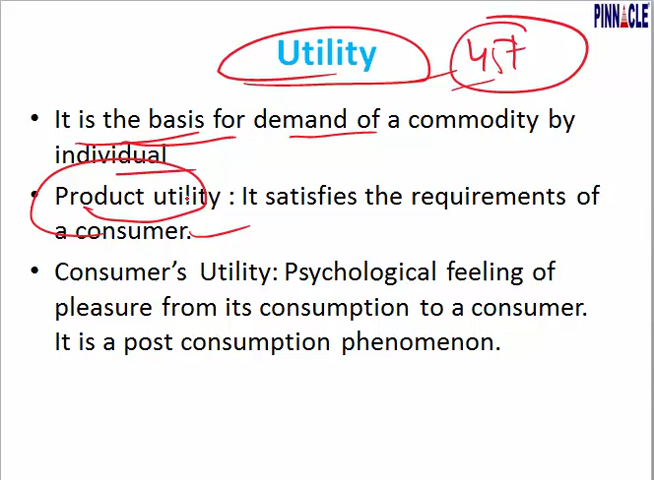 PINNACLE
Utility 457
• It is the basis for demand of a commodity by
individual
• Product utility : It satisfies the requirements of
a consumer.
• Consumer's Utility: Psychological feeling of
pleasure from its consumption to a consumer.
It is a post consumption phenomenon.